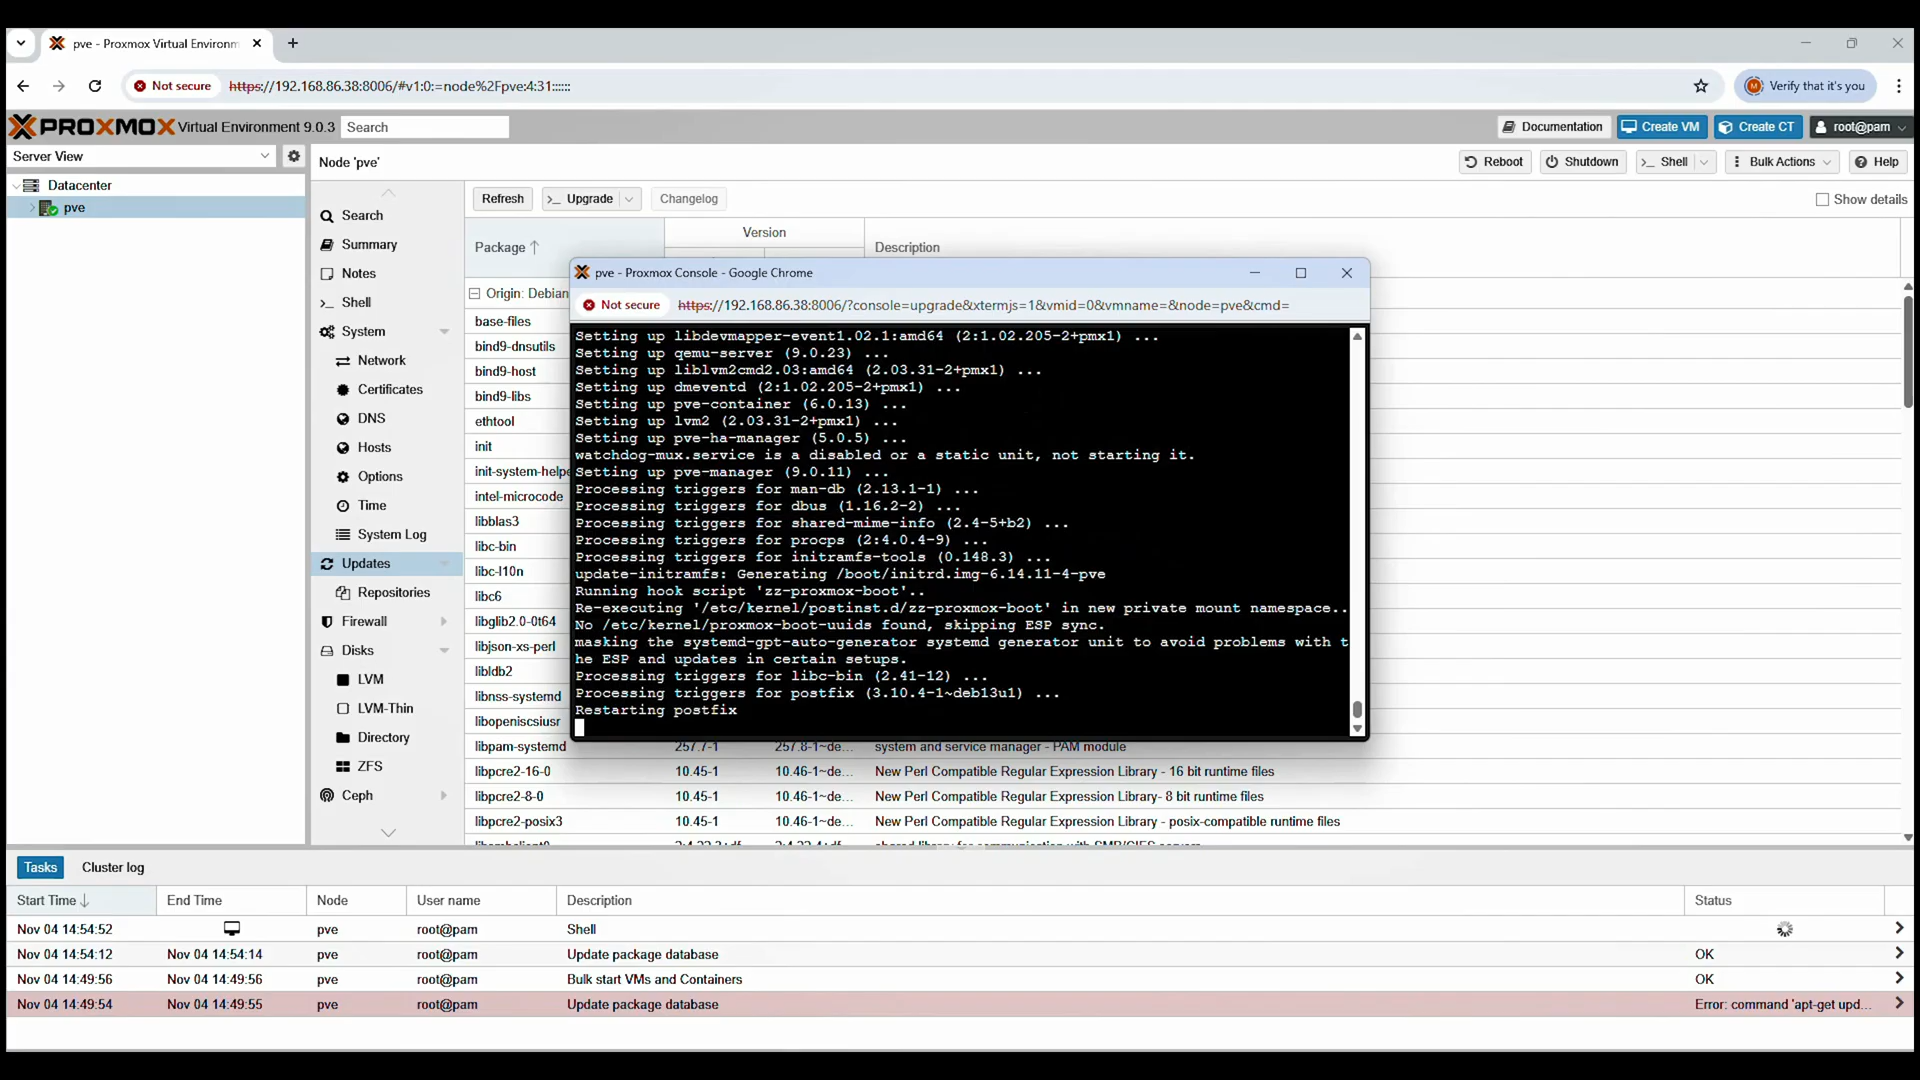 pve - Proxmox Virtual Environm
Not secure https://192.168.86.38:8006/#v1:0:=node%2Fpve:4:31::::::
Verify that it's you
PROXMOX Virtual Environment 9.0.3 Search
Documentation Create VM Create CT root@pam
Server View
Node 'pve'
Reboot Shutdown Shell Bulk Actions Help
Datacenter
pve
Search
Summary
Notes
Shell
System
Network
Certificates
DNS
Hosts
Options
Time
System Log
Updates
Repositories
Firewall
Disks
LVM
LVM-Thin
Directory
ZFS
Ceph
Refresh Upgrade Changelog
Show details
Package Version Description
Origin: Debian
base-files
bind9-dnsutils
bind9-host
bind9-libs
ethtool
init
init-system-helpe
intel-microcode
libblas3
libc-bin
libc-l10n
libc6
libglib2.0-0t64
libjson-xs-perl
libldb2
libnss-systemd
libopeniscsiusr
libpam-systemd 257.7-1 257.8-1~de... system and service manager - PAM module
libpcre2-16-0 10.45-1 10.46-1~de... New Perl Compatible Regular Expression Library - 16 bit runtime files
libpcre2-8-0 10.45-1 10.46-1~de... New Perl Compatible Regular Expression Library- 8 bit runtime files
libpcre2-posix3 10.45-1 10.46-1~de... New Perl Compatible Regular Expression Library - posix-compatible runtime files
pve - Proxmox Console - Google Chrome
Not secure https://192.168.86.38:8006/?console=upgrade&xtermjs=1&vmid=0&vmname=&node=pve&cmd=
Setting up libdevmapper-event1.02.1:amd64 (2:1.02.205-2+pmx1) ...
Setting up qemu-server (9.0.23) ...
Setting up liblvm2cmd2.03:amd64 (2.03.31-2+pmx1) ...
Setting up dmeventd (2:1.02.205-2+pmx1) ...
Setting up pve-container (6.0.13) ...
Setting up lvm2 (2.03.31-2+pmx1) ...
Setting up pve-ha-manager (5.0.5) ...
watchdog-mux.service is a disabled or a static unit, not starting it.
Setting up pve-manager (9.0.11) ...
Processing triggers for man-db (2.13.1-1) ...
Processing triggers for dbus (1.16.2-2) ...
Processing triggers for shared-mime-info (2.4-5+b2) ...
Processing triggers for procps (2:4.0.4-9) ...
Processing triggers for initramfs-tools (0.148.3) ...
update-initramfs: Generating /boot/initrd.img-6.14.11-4-pve
Running hook script 'zz-proxmox-boot'..
Re-executing '/etc/kernel/postinst.d/zz-proxmox-boot' in new private mount namespace..
No /etc/kernel/proxmox-boot-uuids found, skipping ESP sync.
masking the systemd-gpt-auto-generator systemd generator unit to avoid problems with t
he ESP and updates in certain setups.
Processing triggers for libc-bin (2.41-12) ...
Processing triggers for postfix (3.10.4-1~deb13u1) ...
Restarting postfix
Tasks Cluster log
Start Time End Time Node User name Description Status
Nov 04 14:54:52 pve root@pam Shell
Nov 04 14:54:12 Nov 04 14:54:14 pve root@pam Update package database OK
Nov 04 14:49:56 Nov 04 14:49:56 pve root@pam Bulk start VMs and Containers OK
Nov 04 14:49:54 Nov 04 14:49:55 pve root@pam Update package database Error: command 'apt-get upd...